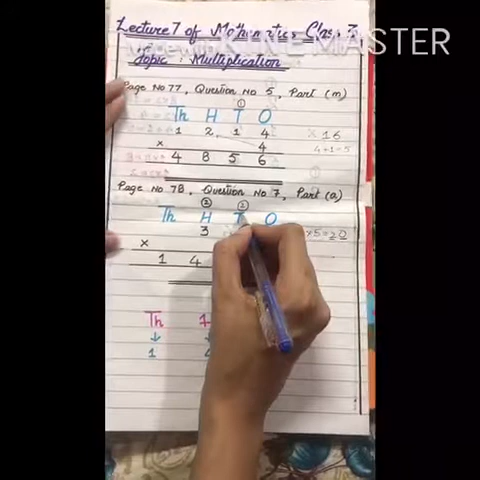 Lecture 7 of Mathematics Class 3
KINEMASTER
Topic : Multiplication
Page No 77, Question No 5, Part (m)
①
Th H T O
1 2 1 4 × 16
× 4 4+1=5
4 8 5 6
Page No 78, Question No 7, Part (a)
② ②
Th H T O
3 ×5=20
×
1 4
Th
↓ ↓
1